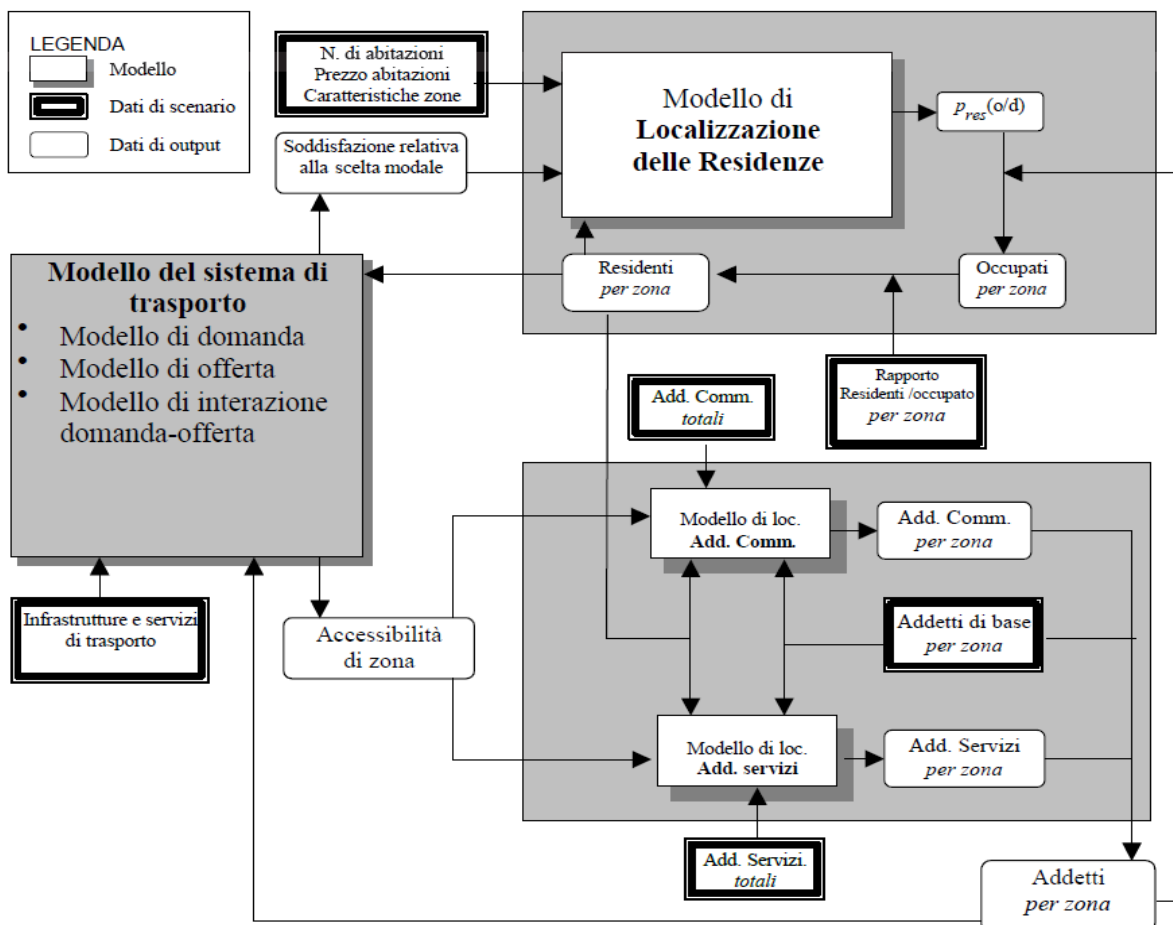 LEGENDA
Modello
Dati di scenario
Dati di output
N. di abitazioni
Prezzo abitazioni
Caratteristiche zone
Soddisfazione relativa
alla scelta modale
Modello di
Localizzazione
delle Residenze
p_res(o/d)
Residenti
per zona
Occupati
per zona
Modello del sistema di
trasporto
• Modello di domanda
• Modello di offerta
• Modello di interazione
domanda-offerta
Rapporto
Residenti /occupato
per zona
Add. Comm.
totali
Modello di loc.
Add. Comm.
Add. Comm.
per zona
Infrastrutture e servizi
di trasporto
Accessibilità
di zona
Addetti di base
per zona
Modello di loc.
Add. servizi
Add. Servizi
per zona
Add. Servizi.
totali
Addetti
per zona